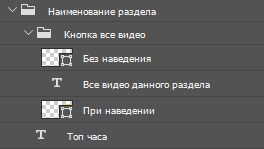 Наименование раздела
Кнопка все видео
Без наведения
Все видео данного раздела
При наведении
Топ часа